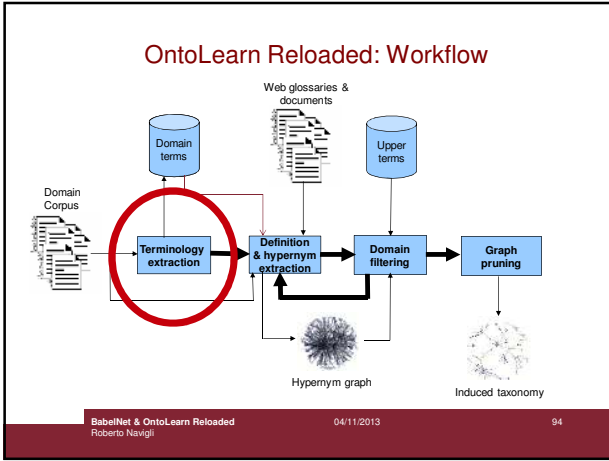 OntoLearn Reloaded: Workflow
Web glossaries &
documents
Domain
terms
Upper
terms
Domain
Corpus
Terminology
extraction
Definition
& hypernym
extraction
Domain
filtering
Graph
pruning
Hypernym graph
Induced taxonomy
BabelNet & OntoLearn Reloaded 04/11/2013 94
Roberto Navigli